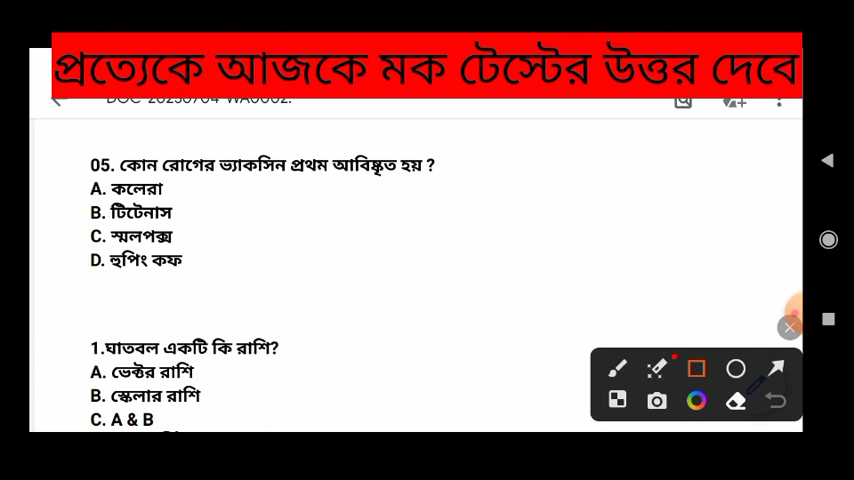 প্রত্যেকে আজকে মক টেস্টের উত্তর দেবে
05. কোন রোগের ভ্যাকসিন প্রথম আবিষ্কৃত হয় ?
A. কলেরা
B. টিটেনাস
C. স্মলপক্স
D. হুপিং কফ
1.ঘাতবল একটি কি রাশি?
A. ভেক্টর রাশি
B. স্কেলার রাশি
C. A & B